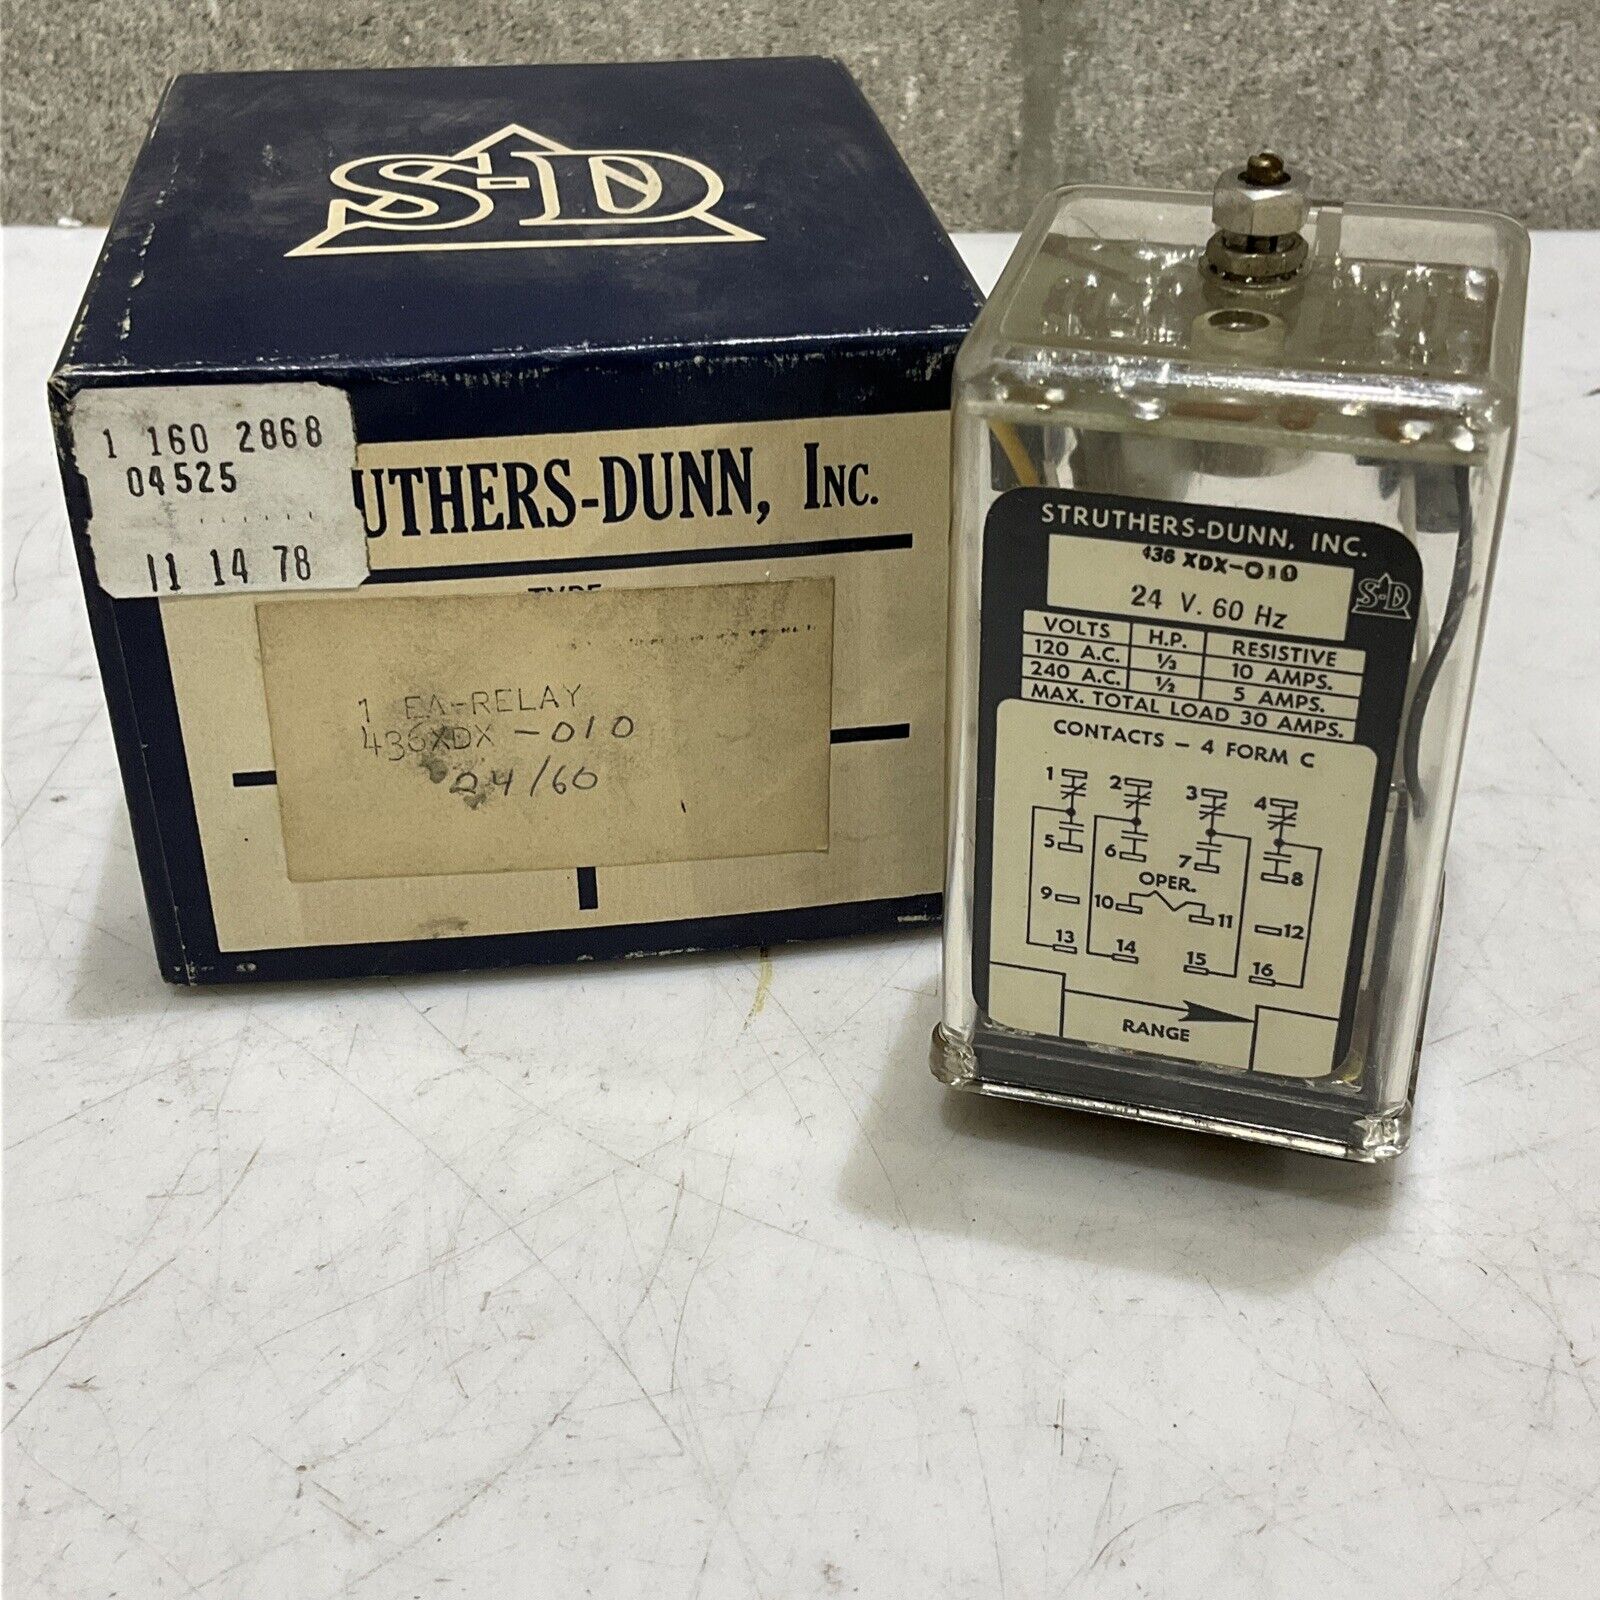 S-D
1 160 2868
04525
11 14 78
UTHERS-DUNN, INC.
TYPE
1 EA-RELAY
436XDX -010
24/60
STRUTHERS-DUNN, INC.
436 XDX-010
24 V. 60 Hz
S-D
VOLTS H.P. RESISTIVE
120 A.C. 1/3 10 AMPS.
240 A.C. 1/2 5 AMPS.
MAX. TOTAL LOAD 30 AMPS.
CONTACTS - 4 FORM C
1 2 3 4
5 6 7 8
OPER.
9 10 11 12
13 14 15 16
RANGE